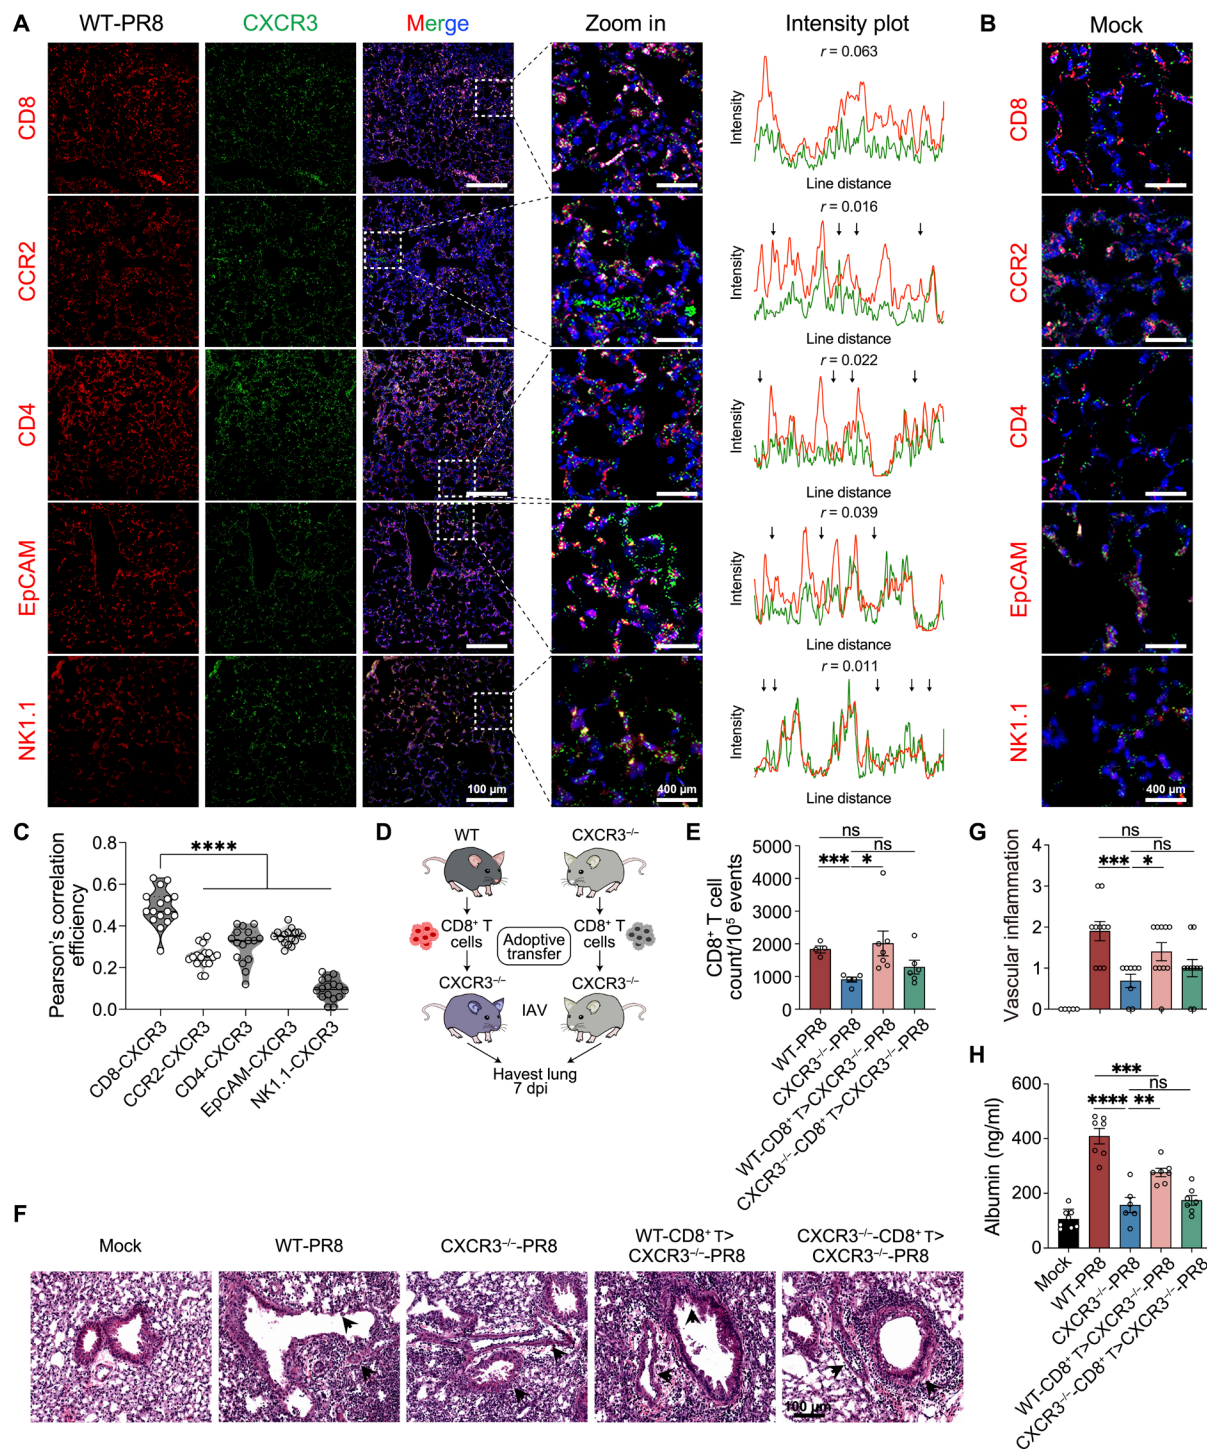 A WT-PR8 CXCR3 Merge Zoom in Intensity plot B Mock
CD8
r = 0.063
Intensity
Line distance
CD8
CCR2
r = 0.016
Intensity
Line distance
CCR2
CD4
r = 0.022
Intensity
Line distance
CD4
EpCAM
r = 0.039
Intensity
Line distance
EpCAM
NK1.1
r = 0.011
Intensity
Line distance
100 µm
400 µm
NK1.1
400 µm
C
Pearson's correlation
efficiency
0.8
0.6
0.4
0.2
0.0
****
CD8-CXCR3
CCR2-CXCR3
CD4-CXCR3
EpCAM-CXCR3
NK1.1-CXCR3
D
WT CXCR3⁻/⁻
CD8⁺ T
cells
Adoptive
transfer
CD8⁺ T
cells
CXCR3⁻/⁻ IAV CXCR3⁻/⁻
Havest lung
7 dpi
E
CD8⁺ T cell
count/10⁵ events
5000
4000
3000
2000
1000
0
ns
ns
*** *
WT-PR8
CXCR3⁻/⁻-PR8
WT-CD8⁺ T>CXCR3⁻/⁻-PR8
CXCR3⁻/⁻-CD8⁺ T>CXCR3⁻/⁻-PR8
G
Vascular inflammation
4
3
2
1
0
ns
ns
*** *
H
Albumin (ng/ml)
600
400
200
0
***
ns
**** **
Mock
WT-PR8
CXCR3⁻/⁻-PR8
WT-CD8⁺ T>CXCR3⁻/⁻-PR8
CXCR3⁻/⁻-CD8⁺ T>CXCR3⁻/⁻-PR8
F
Mock
WT-PR8
CXCR3⁻/⁻-PR8
WT-CD8⁺ T>
CXCR3⁻/⁻-PR8
CXCR3⁻/⁻-CD8⁺ T>
CXCR3⁻/⁻-PR8
100 µm